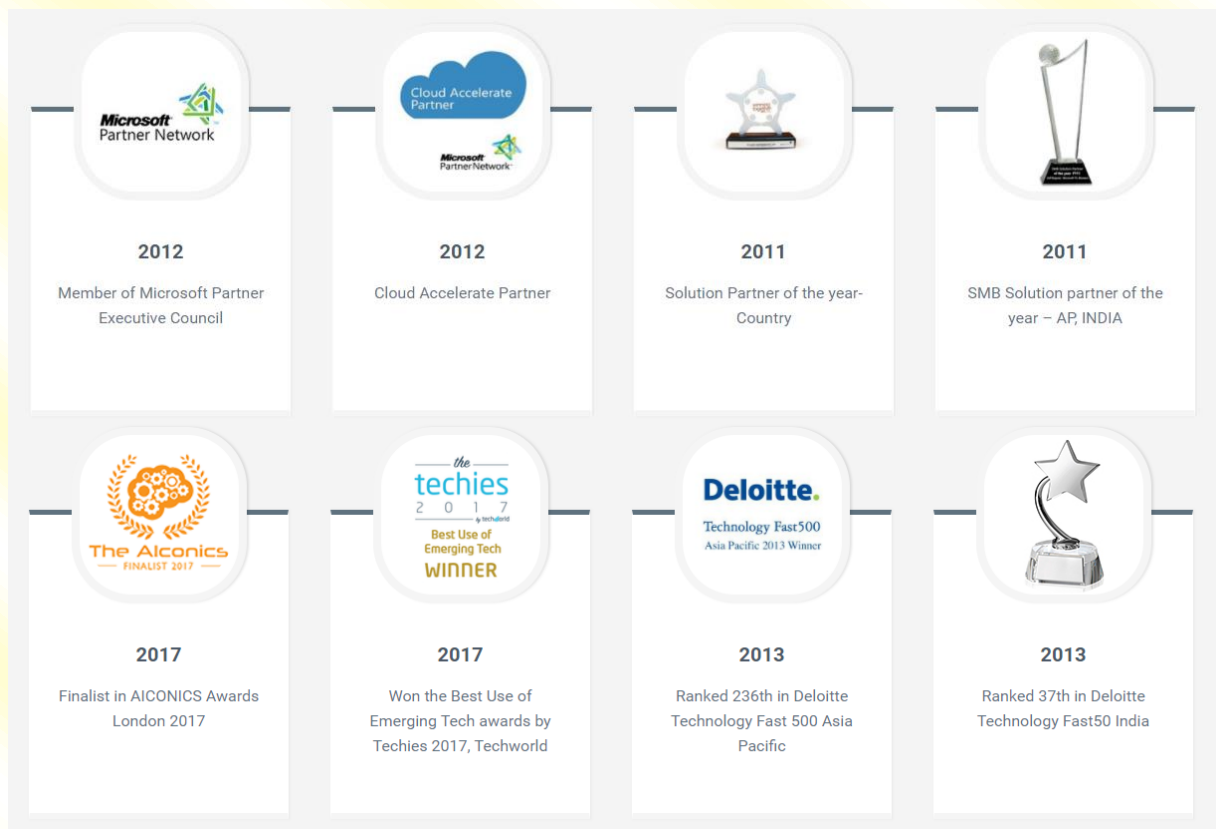 Microsoft
Partner Network
Cloud Accelerate
Partner
Microsoft
Partner Network
2012
Member of Microsoft Partner
Executive Council
2012
Cloud Accelerate Partner
2011
Solution Partner of the year-
Country
2011
SMB Solution partner of the
year – AP, INDIA
The AIconics
FINALIST 2017
the
techies
2 0 1 7
by techworld
Best Use of
Emerging Tech
WINNER
Deloitte.
Technology Fast500
Asia Pacific 2013 Winner
2017
Finalist in AICONICS Awards
London 2017
2017
Won the Best Use of
Emerging Tech awards by
Techies 2017, Techworld
2013
Ranked 236th in Deloitte
Technology Fast 500 Asia
Pacific
2013
Ranked 37th in Deloitte
Technology Fast50 India